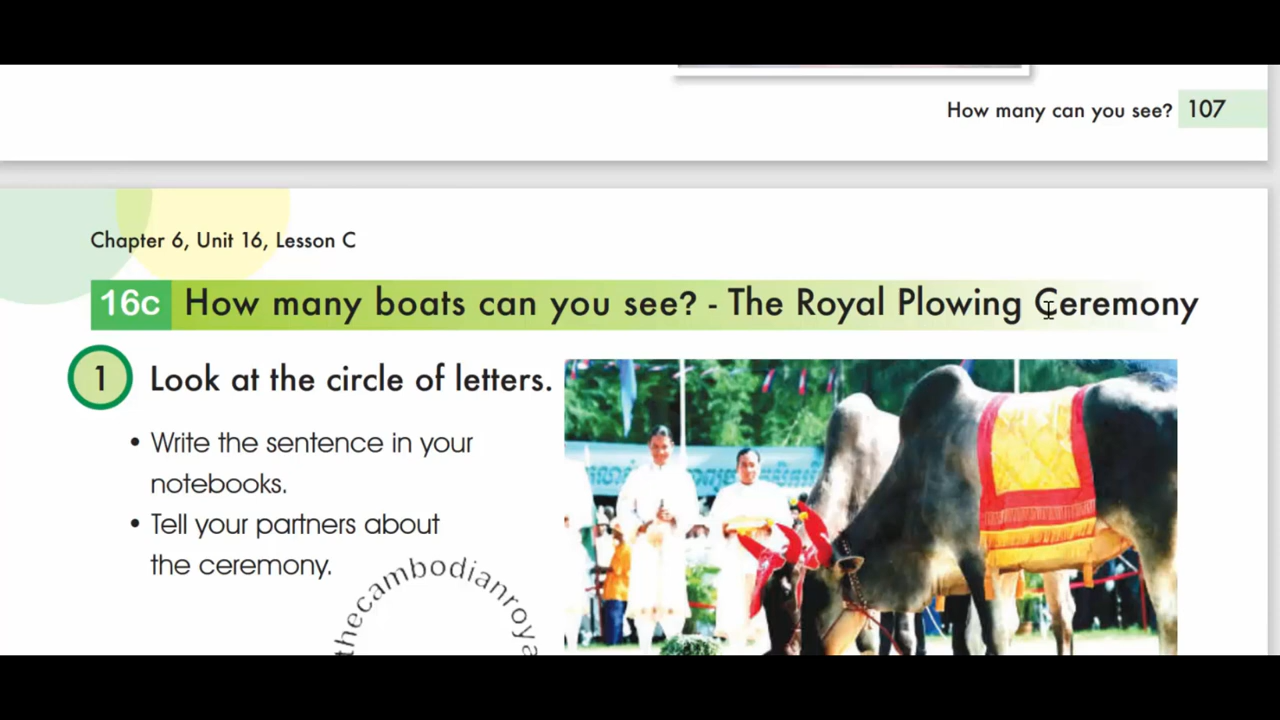 How many can you see? 107
Chapter 6, Unit 16, Lesson C
16c How many boats can you see? - The Royal Plowing Ceremony
1 Look at the circle of letters.
• Write the sentence in your
notebooks.
• Tell your partners about
the ceremony.
thecambodianroya